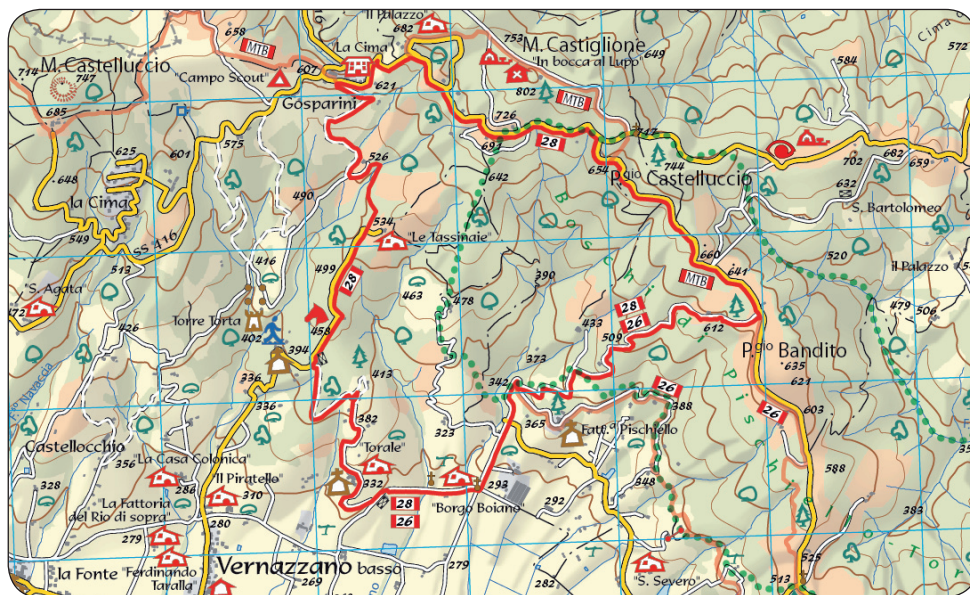 "Il Palazzo"
682
753
M. Castiglione
649
"In bocca al Lupo"
802
Cima
572
584
658
MTB
"La Cima"
607
621
"Campo Scout"
Gosparini
M. Castelluccio
714
747
685
726
MTB
747
691
28
654
744
P.gio Castelluccio
702
682
659
632
S. Bartolomeo
625
601
575
526
642
648
la Cima
490
549
SS 416
513
534
"Le Tassinaie"
499
28
416
463
478
390
660
641
MTB
520
Il Palazzo
479
506
"S. Agata"
472
426
Torre Torta
402
458
394
433
28
26
509
612
P.gio Bandito
635
621
Navaccia
336
336
413
373
342
26
388
26
603
382
365
Fatt.a Pischiello
Boschi di Pischiello
Castellocchio
356
"La Casa Colonica"
286
328
"La Fattoria
del Rio di sopra"
279
Il Piratello
310
280
"Torale"
332
323
293
"Borgo Boiano"
28
26
292
348
588
383
la Fonte
"Ferdinando
Taralla"
Vernazzano basso
269
279
282
"S. Severo"
525
513